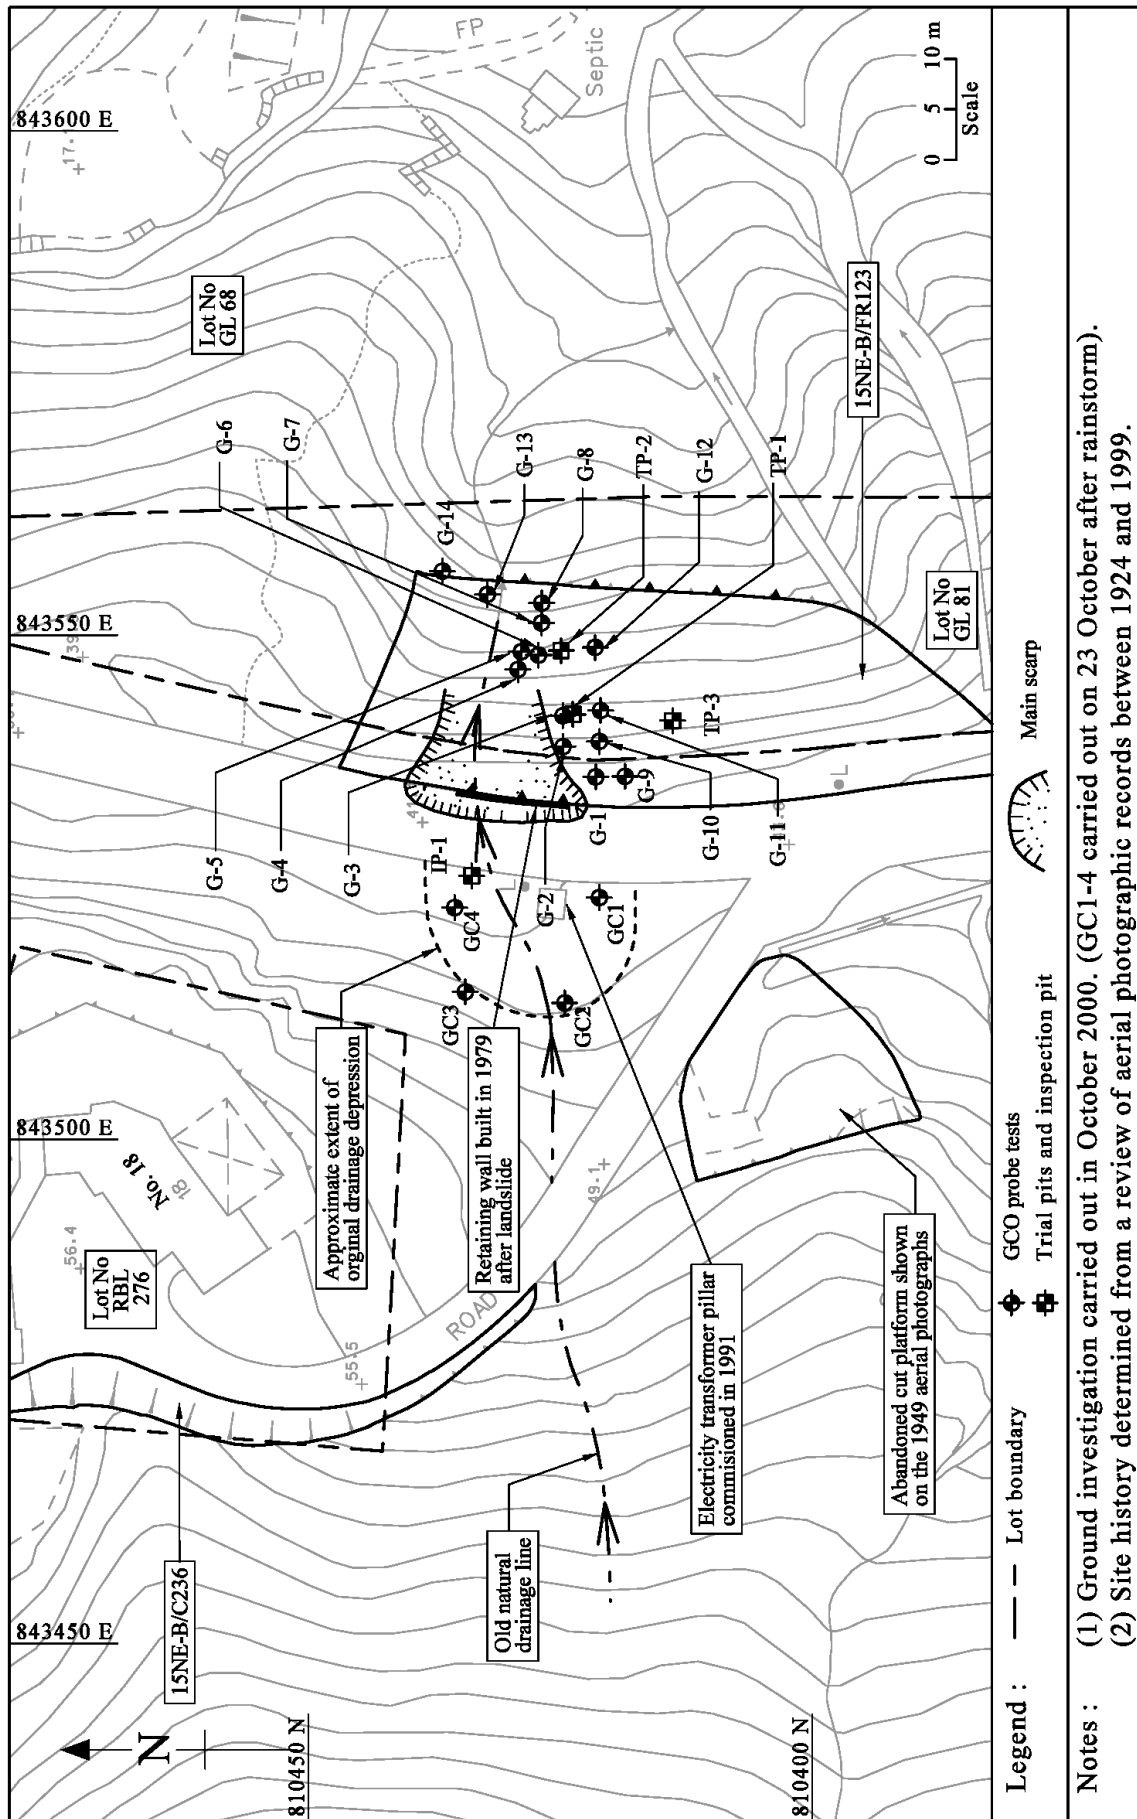 843450 E
843500 E
843550 E
843600 E
N
810450 N
810400 N
15NE-B/C236
Lot No
RBL
276
56.4
No. 18
18
55.5
ROAD
49.1
Old natural
drainage line
Approximate extent of
orginal drainage depression
Retaining wall built in 1979
after landslide
Electricity transformer pillar
commisioned in 1991
Abandoned cut platform shown
on the 1949 aerial photographs
GC3
GC4
GC2
GC1
IP-1
G-5
G-4
G-3
G-2
G-1
G-9
G-10
G-11
TP-3
L
G-6
G-7
G-14
G-13
G-8
TP-2
G-12
TP-1
Lot No
GL 68
Lot No
GL 81
15NE-B/FR123
FP
Septic
0 5 10 m
Scale
Legend :
Lot boundary
GCO probe tests
Trial pits and inspection pit
Main scarp
Notes :
(1) Ground investigation carried out in October 2000. (GC1-4 carried out on 23 October after rainstorm).
(2) Site history determined from a review of aerial photographic records between 1924 and 1999.